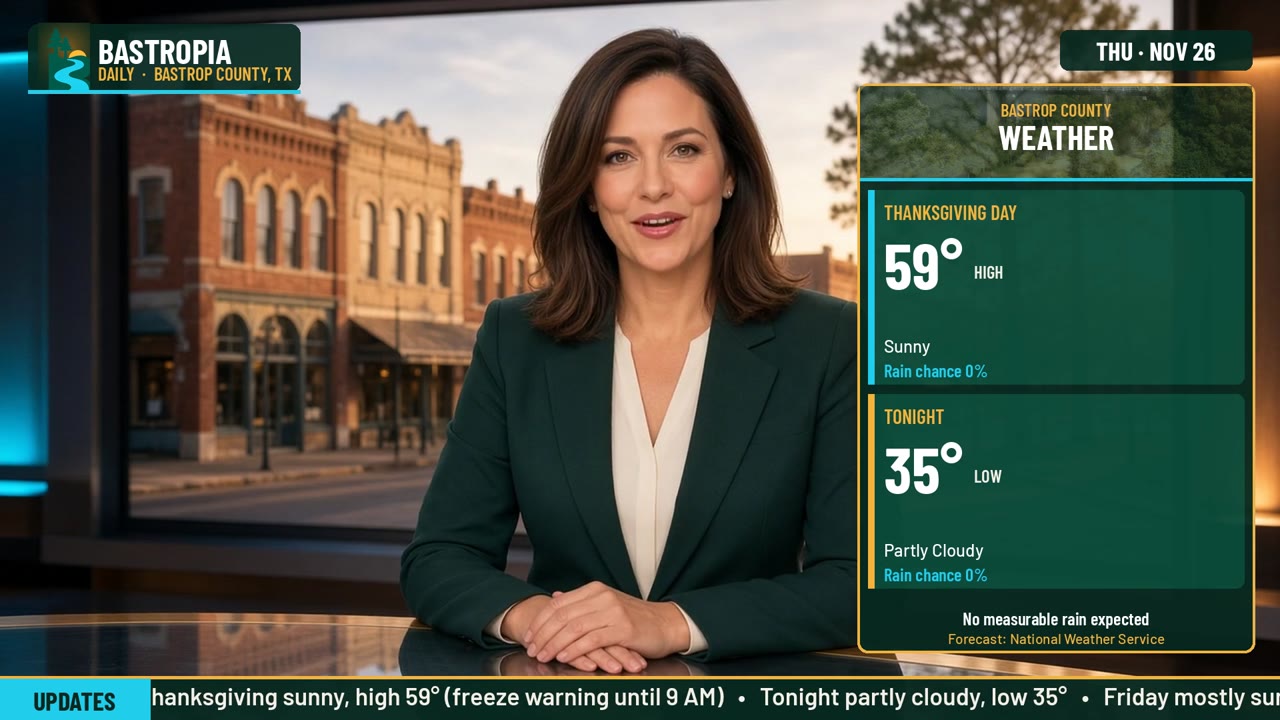 BASTROPIA
DAILY · BASTROP COUNTY, TX
THU · NOV 26
BASTROP COUNTY
WEATHER
THANKSGIVING DAY
59° HIGH
Sunny
Rain chance 0%
TONIGHT
35° LOW
Partly Cloudy
Rain chance 0%
No measurable rain expected
Forecast: National Weather Service
UPDATES
hanksgiving sunny, high 59° (freeze warning until 9 AM) • Tonight partly cloudy, low 35° • Friday mostly sun